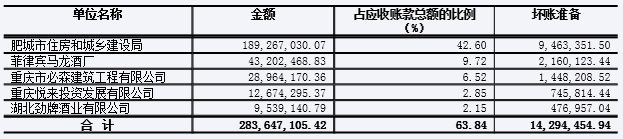 单位名称 金额 占应收账款总额的比例 坏账准备
(%)
肥城市住房和城乡建设局 189,267,030.07 42.60 9,463,351.50
菲律宾马龙酒厂 43,202,468.83 9.72 2,160,123.44
重庆市必森建筑工程有限公司 28,964,170.36 6.52 1,448,208.52
重庆悦来投资发展有限公司 12,674,295.37 2.85 745,814.44
湖北劲牌酒业有限公司 9,539,140.79 2.15 476,957.04
合 计 283,647,105.42 63.84 14,294,454.94